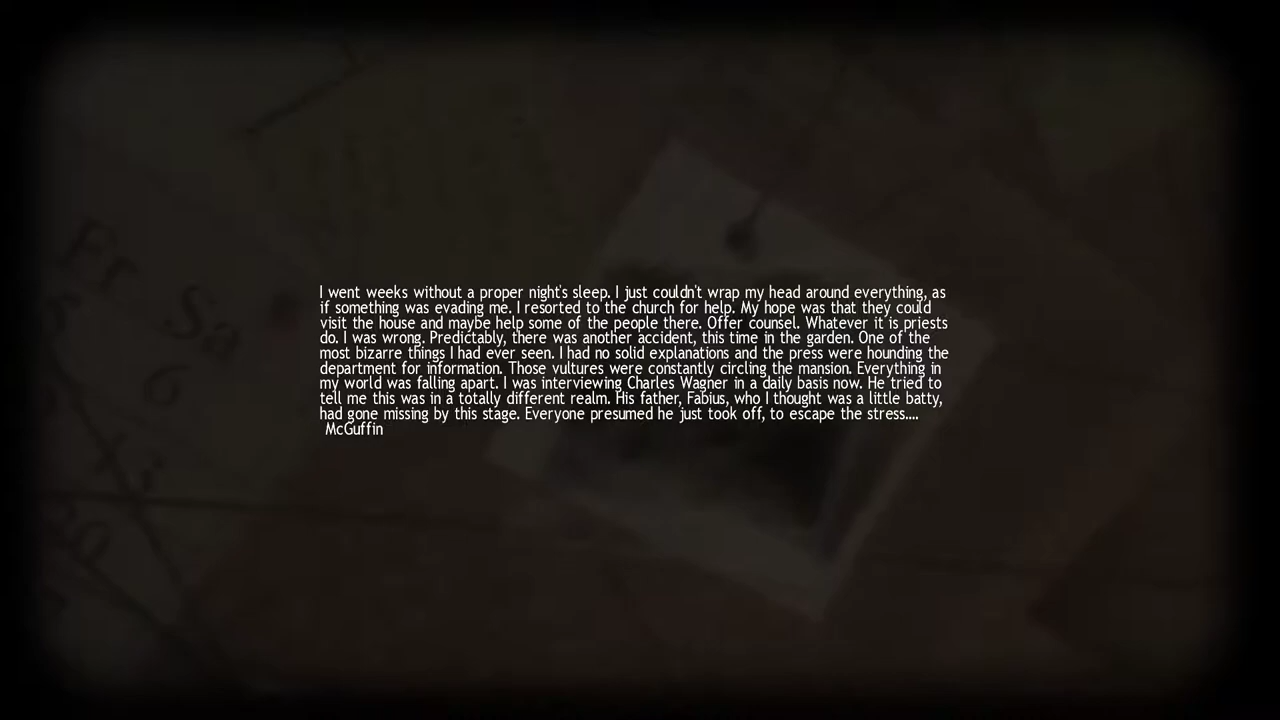 Fr
Sa
I went weeks without a proper night's sleep. I just couldn't wrap my head around everything, as
if something was evading me. I resorted to the church for help. My hope was that they could
visit the house and maybe help some of the people there. Offer counsel. Whatever it is priests
do. I was wrong. Predictably, there was another accident, this time in the garden. One of the
most bizarre things I had ever seen. I had no solid explanations and the press were hounding the
department for information. Those vultures were constantly circling the mansion. Everything in
my world was falling apart. I was interviewing Charles Wagner in a daily basis now. He tried to
tell me this was in a totally different realm. His father, Fabius, who I thought was a little batty,
had gone missing by this stage. Everyone presumed he just took off, to escape the stress....
McGuffin